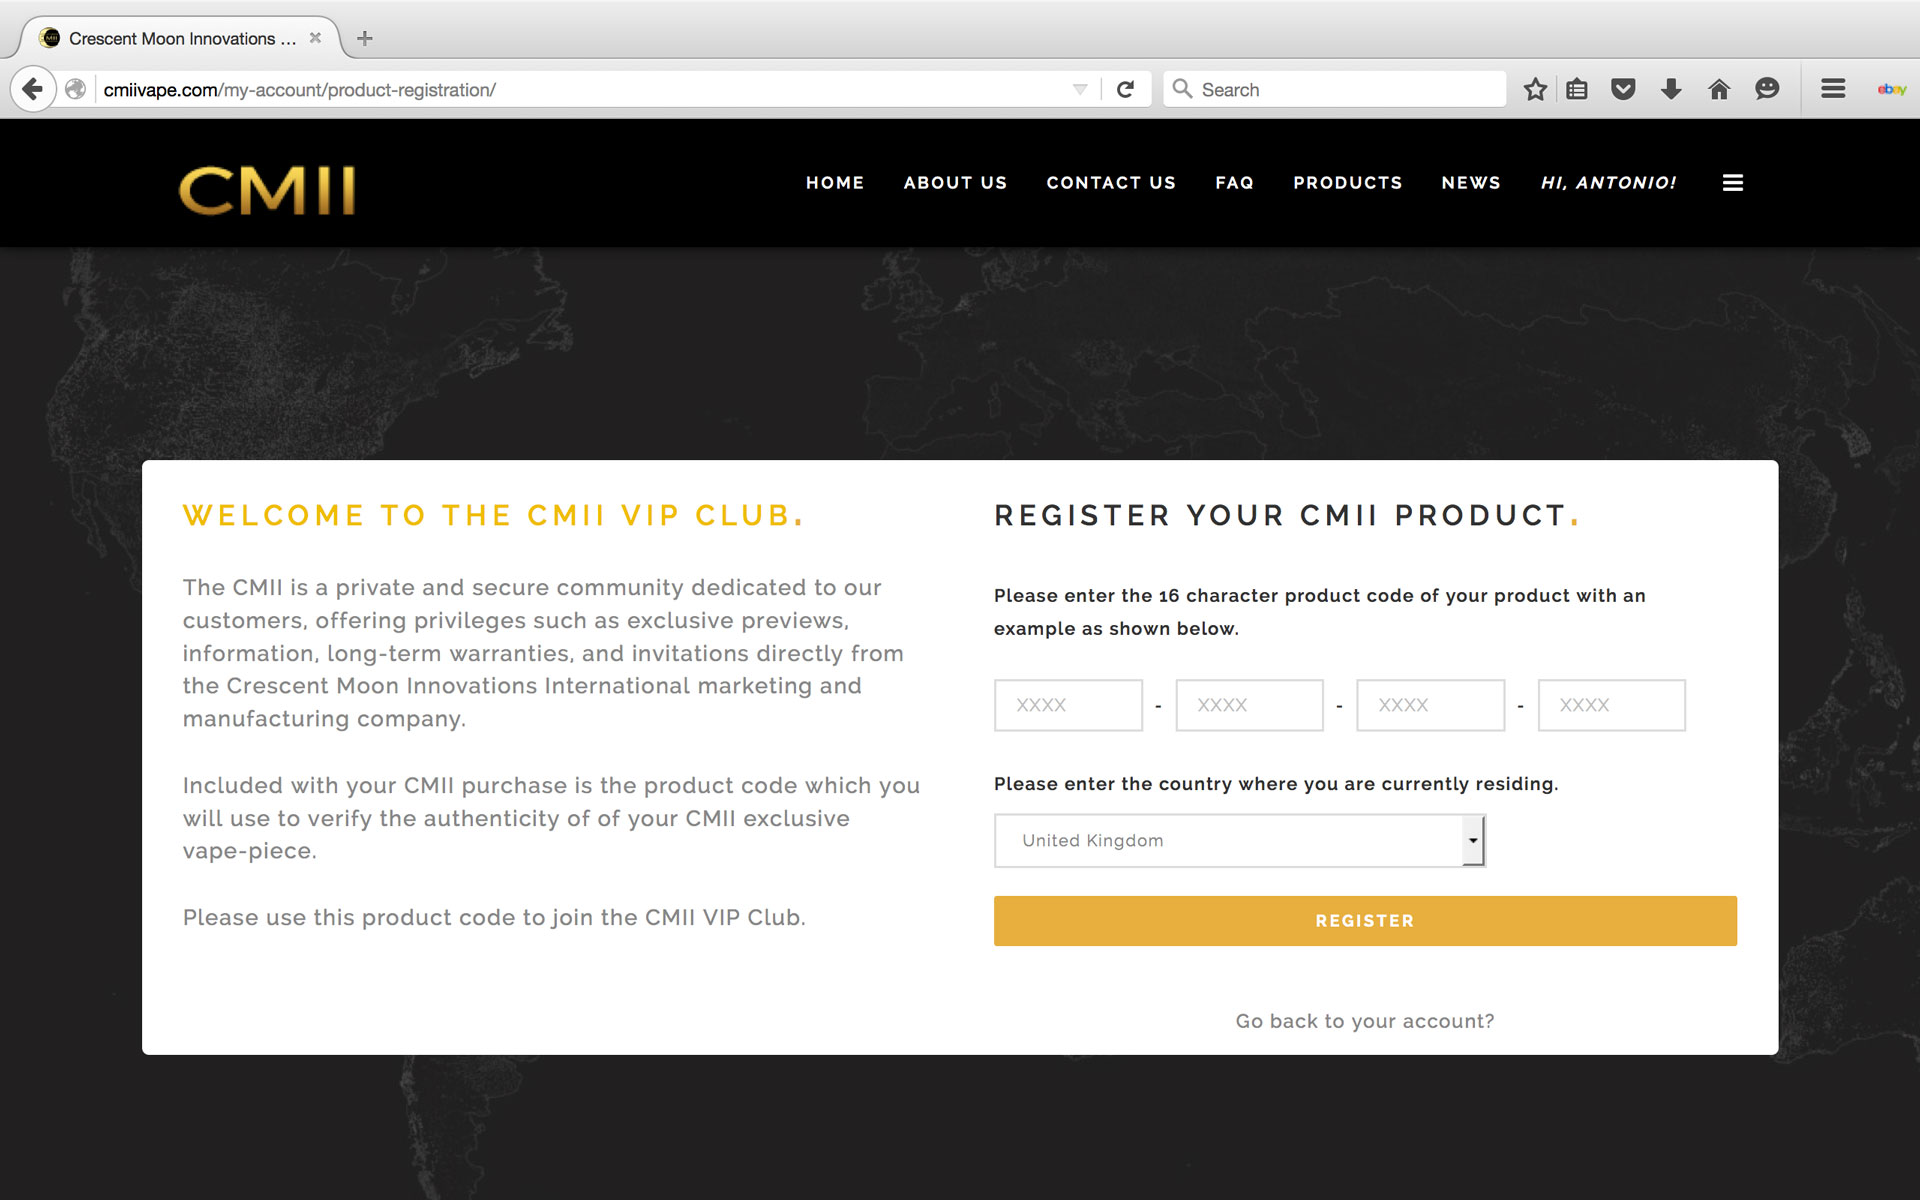 Crescent Moon Innovations ...
cmiivape.com/my-account/product-registration/
Search
ebay
CMII
HOME
ABOUT US
CONTACT US
FAQ
PRODUCTS
NEWS
HI, ANTONIO!
WELCOME TO THE CMII VIP CLUB.
The CMII is a private and secure community dedicated to our
customers, offering privileges such as exclusive previews,
information, long-term warranties, and invitations directly from
the Crescent Moon Innovations International marketing and
manufacturing company.
Included with your CMII purchase is the product code which you
will use to verify the authenticity of of your CMII exclusive
vape-piece.
Please use this product code to join the CMII VIP Club.
REGISTER YOUR CMII PRODUCT.
Please enter the 16 character product code of your product with an
example as shown below.
XXXX - XXXX - XXXX - XXXX
Please enter the country where you are currently residing.
United Kingdom
REGISTER
Go back to your account?